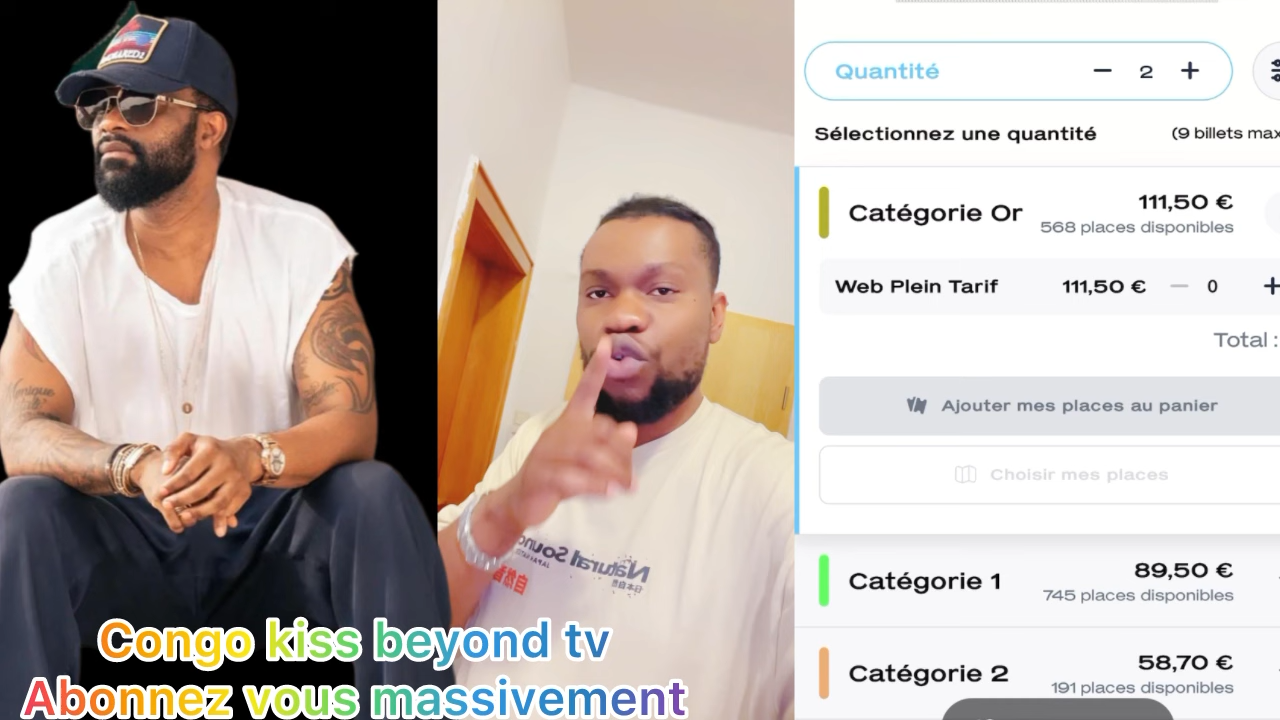 Quantité
2
Sélectionnez une quantité
(9 billets max
Catégorie Or
111,50 €
568 places disponibles
Web Plein Tarif
111,50 €
0
Total :
Ajouter mes places au panier
Choisir mes places
Catégorie 1
89,50 €
745 places disponibles
Catégorie 2
58,70 €
191 places disponibles
Natural Sound
Congo kiss beyond tv
Abonnez vous massivement